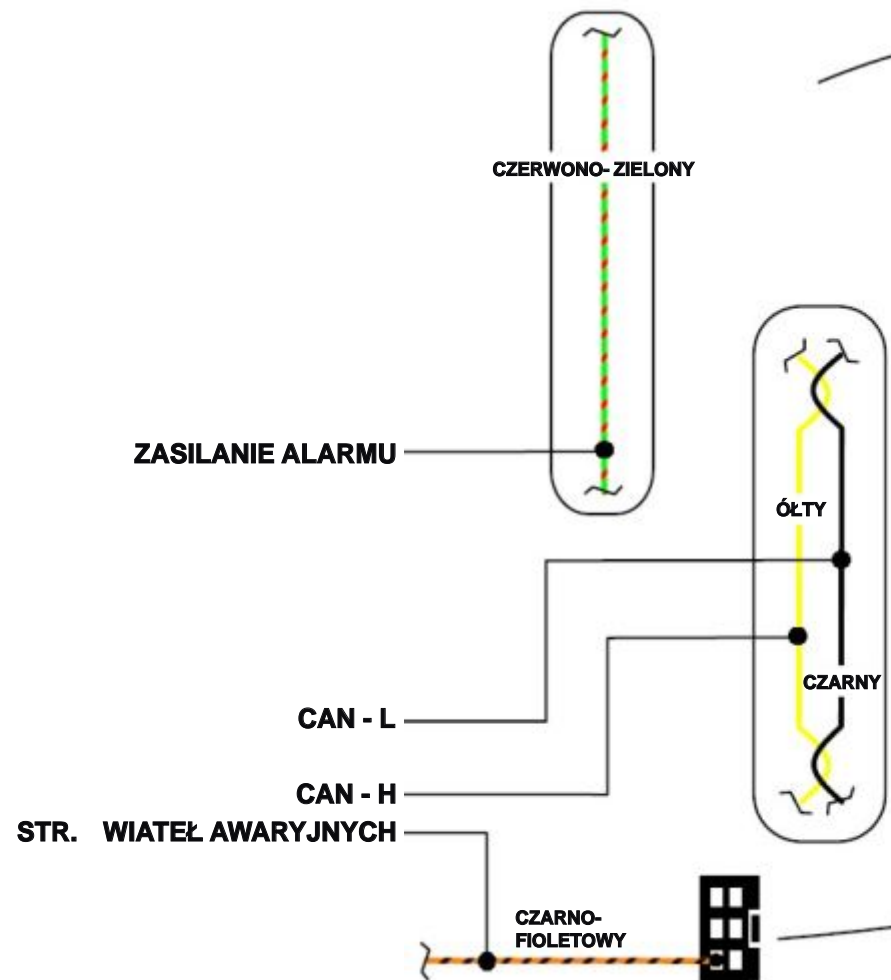 CZERWONO- ZIELONY
ZASILANIE ALARMU
ÓŁTY
CZARNY
CAN - L
CAN - H
STR. WIATEŁ AWARYJNYCH
CZARNO-
FIOLETOWY